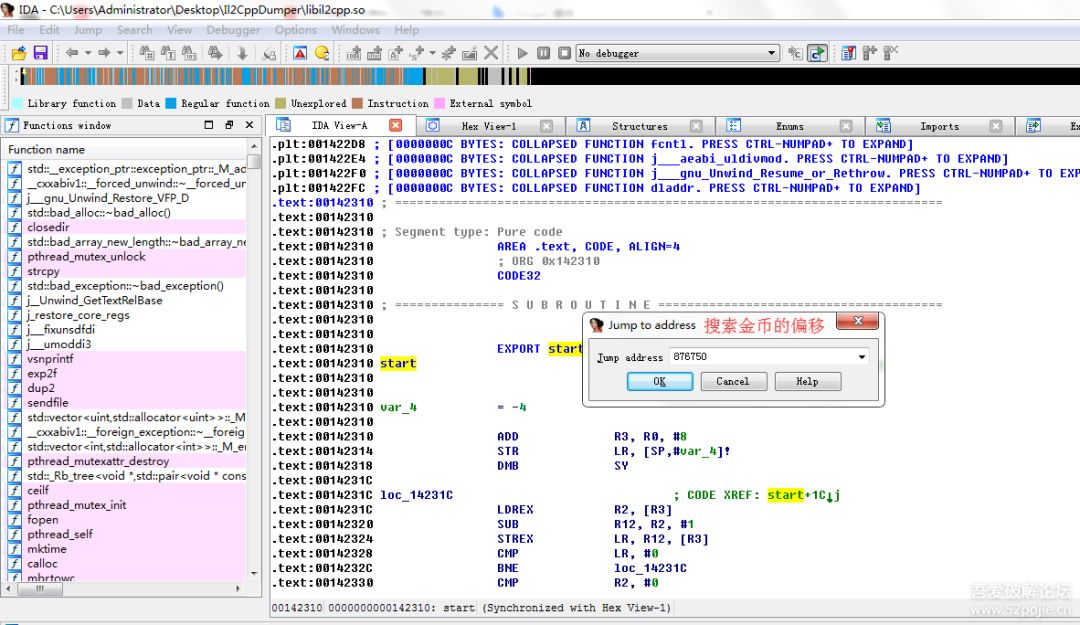 IDA - C:\Users\Administrator\Desktop\Il2CppDumper\libil2cpp.so
File Edit Jump Search View Debugger Options Windows Help
No debugger
Library function Data Regular function Unexplored Instruction External symbol
Functions window
IDA View-A Hex View-1 Structures Enums Imports Ex
Function name
std::__exception_ptr::exception_ptr::_M_ad
__cxxabiv1::__forced_unwind::~__forced_un
j___gnu_Unwind_Restore_VFP_D
std::bad_alloc::~bad_alloc()
closedir
std::bad_array_new_length::~bad_array_ne
pthread_mutex_unlock
strcpy
std::bad_exception::~bad_exception()
j__Unwind_GetTextRelBase
j_restore_core_regs
j___fixunsdfdi
j___umoddi3
vsnprintf
exp2f
dup2
sendfile
std::vector<uint,std::allocator<uint>>::_M
__cxxabiv1::__foreign_exception::~__foreig
std::vector<int,std::allocator<int>>::_M_e
pthread_mutexattr_destroy
std::_Rb_tree<void *,std::pair<void * cons
ceilf
pthread_mutex_init
fopen
pthread_self
mktime
calloc
mbrtowc
.plt:001422D8 ; [0000000C BYTES: COLLAPSED FUNCTION fcntl. PRESS CTRL-NUMPAD+ TO EXPAND]
.plt:001422E4 ; [0000000C BYTES: COLLAPSED FUNCTION j___aeabi_uldivmod. PRESS CTRL-NUMPAD+ TO EXPAND]
.plt:001422F0 ; [0000000C BYTES: COLLAPSED FUNCTION j___gnu_Unwind_Resume_or_Rethrow. PRESS CTRL-NUMPAD+ TO EX
.plt:001422FC ; [0000000C BYTES: COLLAPSED FUNCTION dladdr. PRESS CTRL-NUMPAD+ TO EXPAND]
.text:00142310 ; ===========================================================================
.text:00142310
.text:00142310 ; Segment type: Pure code
.text:00142310 AREA .text, CODE, ALIGN=4
.text:00142310 ; ORG 0x142310
.text:00142310 CODE32
.text:00142310
.text:00142310 ; =============== S U B R O U T I N E =======================================
.text:00142310
.text:00142310
.text:00142310 EXPORT start
.text:00142310 start
.text:00142310
.text:00142310
.text:00142310 var_4 = -4
.text:00142310
.text:00142310 ADD R3, R0, #8
.text:00142314 STR LR, [SP,#var_4]!
.text:00142318 DMB SY
.text:0014231C
.text:0014231C loc_14231C ; CODE XREF: start+1C↓j
.text:0014231C LDREX R2, [R3]
.text:00142320 SUB R12, R2, #1
.text:00142324 STREX LR, R12, [R3]
.text:00142328 CMP LR, #0
.text:0014232C BNE loc_14231C
.text:00142330 CMP R2, #0
Jump to address 搜索金币的偏移
Jump address 876750
OK Cancel Help
00142310 0000000000142310: start (Synchronized with Hex View-1)
吾爱破解论坛
www.52pojie.cn